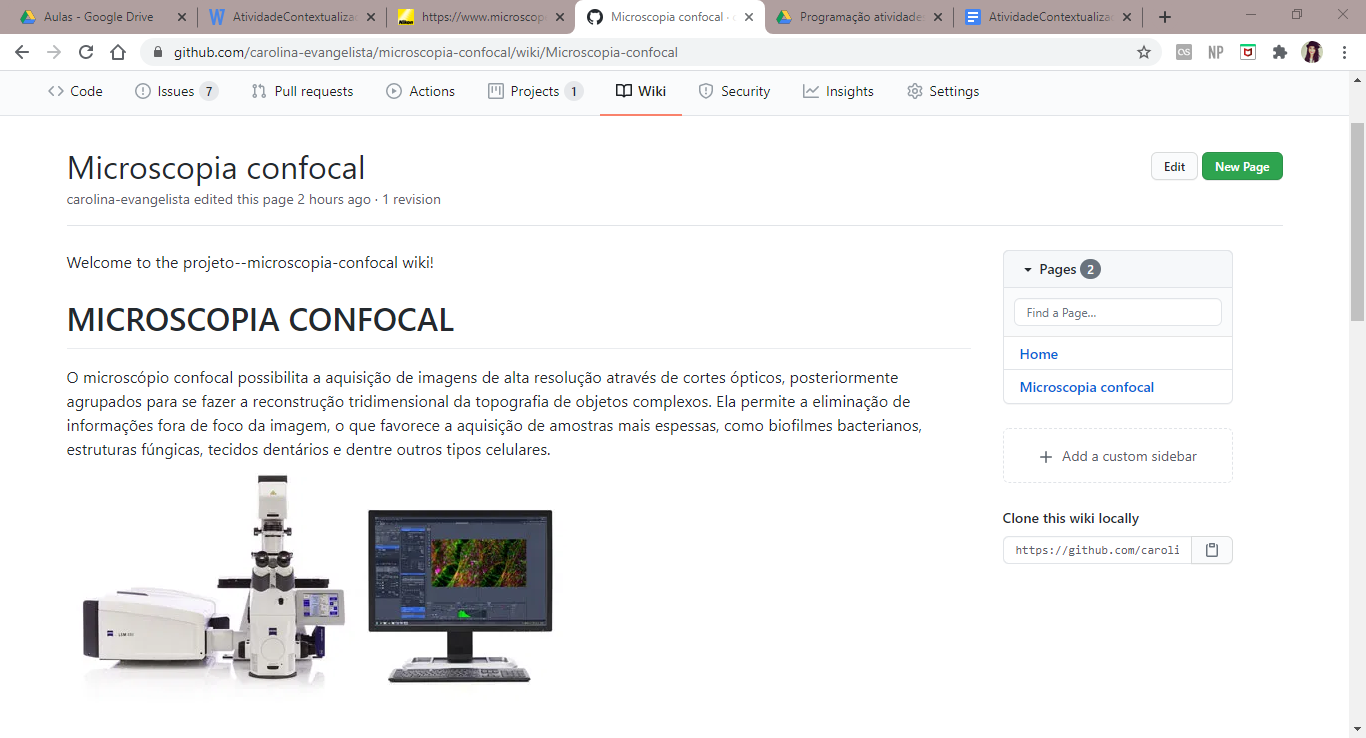 Aulas - Google Drive
AtividadeContextualiza
https://www.microscop
Microscopia confocal ·
Programação atividade
AtividadeContextualiza
github.com/carolina-evangelista/microscopia-confocal/wiki/Microscopia-confocal
NP
Code
Issues 7
Pull requests
Actions
Projects 1
Wiki
Security
Insights
Settings
Microscopia confocal
Edit
New Page
carolina-evangelista edited this page 2 hours ago · 1 revision
Welcome to the projeto--microscopia-confocal wiki!
MICROSCOPIA CONFOCAL
O microscópio confocal possibilita a aquisição de imagens de alta resolução através de cortes ópticos, posteriormente
agrupados para se fazer a reconstrução tridimensional da topografia de objetos complexos. Ela permite a eliminação de
informações fora de foco da imagem, o que favorece a aquisição de amostras mais espessas, como biofilmes bacterianos,
estruturas fúngicas, tecidos dentários e dentre outros tipos celulares.
Pages 2
Find a Page...
Home
Microscopia confocal
Add a custom sidebar
Clone this wiki locally
https://github.com/caroli